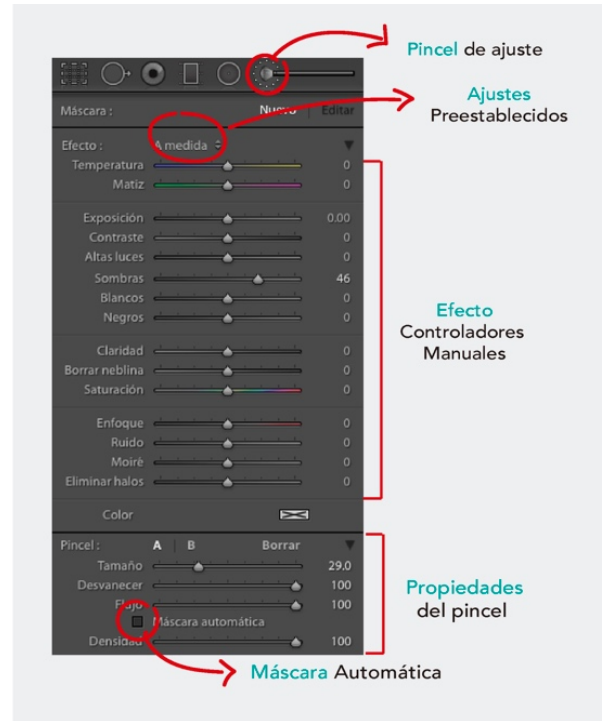 Pincel de ajuste
Máscara : Nuevo Editar
Ajustes
Preestablecidos
Efecto : A medida
Temperatura 0
Matiz 0
Exposición 0.00
Contraste 0
Altas luces 0
Sombras 46
Blancos 0
Negros 0
Efecto
Controladores
Manuales
Claridad 0
Borrar neblina 0
Saturación 0
Enfoque 0
Ruido 0
Moiré 0
Eliminar halos 0
Color
Pincel : A B Borrar
Tamaño 29.0
Desvanecer 100
Flujo 100
Máscara automática
Densidad 100
Propiedades
del pincel
Máscara Automática